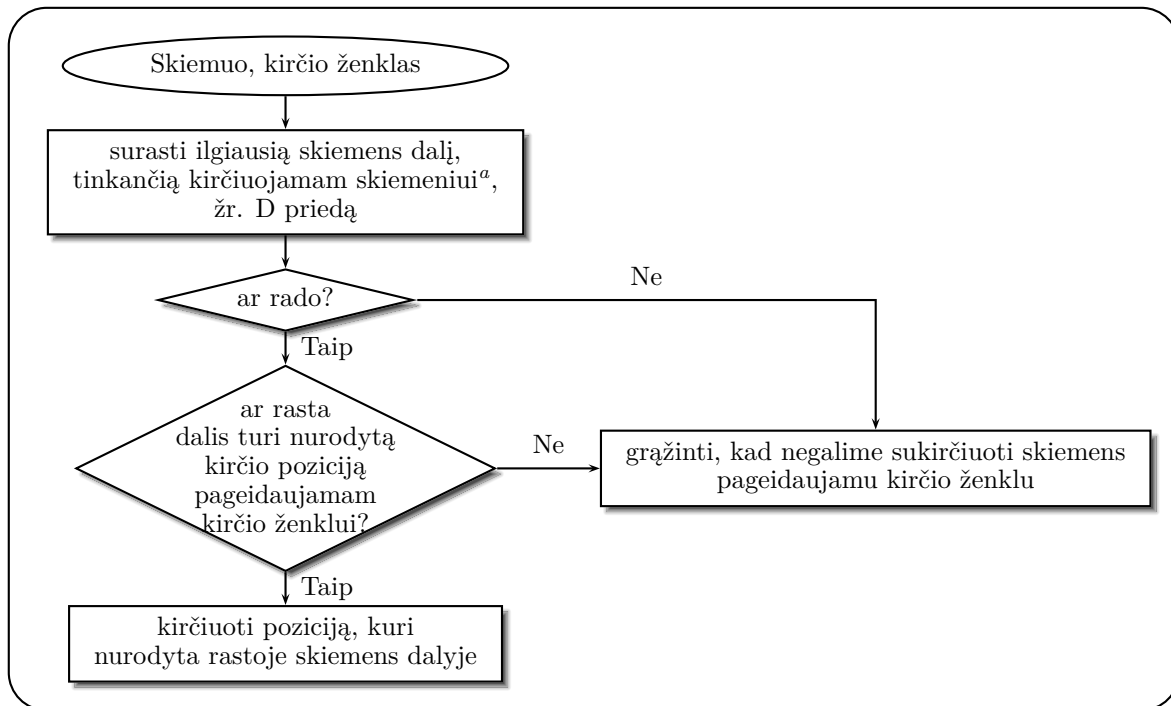 Skiemuo, kirčio ženklas
surasti ilgiausią skiemens dalį,
tinkančią kirčiuojamam skiemeniui^a,
žr. D priedą
ar rado?
Ne
Taip
ar rasta
dalis turi nurodytą
kirčio poziciją
pageidaujamam
kirčio ženklui?
Ne
grąžinti, kad negalime sukirčiuoti skiemens
pageidaujamu kirčio ženklu
Taip
kirčiuoti poziciją, kuri
nurodyta rastoje skiemens dalyje